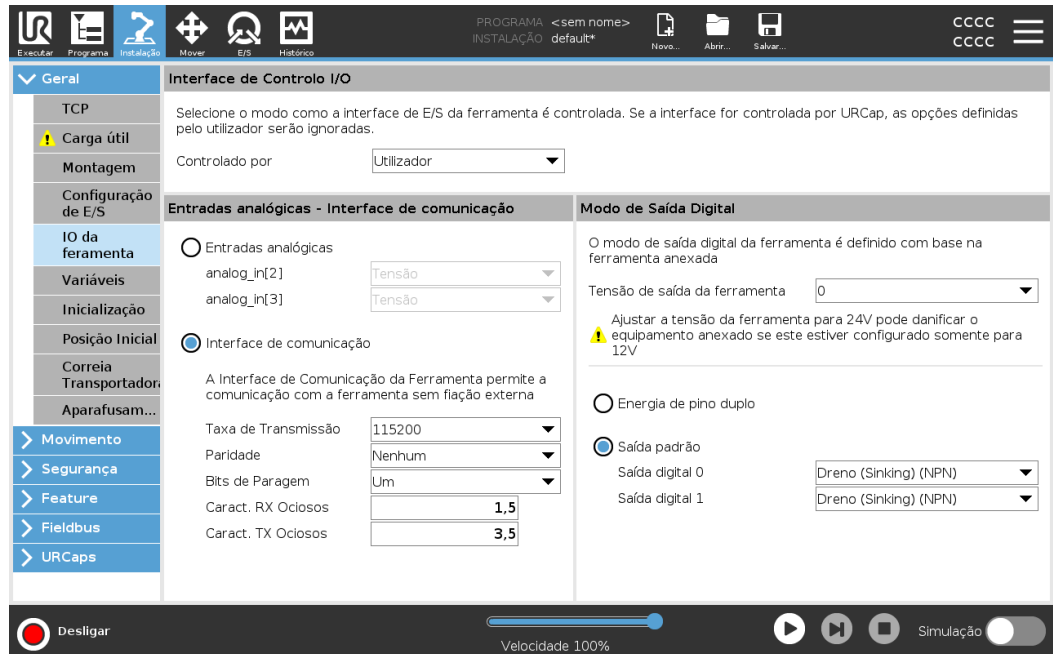 PROGRAMA <sem nome>
INSTALAÇÃO default*
CCCC
CCCC
Executar
Programa
Instalação
Mover
E/S
Histórico
Novo...
Abrir...
Salvar...
Geral
TCP
Carga útil
Montagem
Configuração
de E/S
IO da
feramenta
Variáveis
Inicialização
Posição Inicial
Correia
Transportadora
Aparafusam...
Movimento
Segurança
Feature
Fieldbus
URCaps
Interface de Controlo I/O
Selecione o modo como a interface de E/S da ferramenta é controlada. Se a interface for controlada por URCap, as opções definidas
pelo utilizador serão ignoradas.
Controlado por Utilizador
Entradas analógicas - Interface de comunicação
Entradas analógicas
analog_in[2] Tensão
analog_in[3] Tensão
Interface de comunicação
A Interface de Comunicação da Ferramenta permite a
comunicação com a ferramenta sem fiação externa
Taxa de Transmissão 115200
Paridade Nenhum
Bits de Paragem Um
Caract. RX Ociosos 1,5
Caract. TX Ociosos 3,5
Modo de Saída Digital
O modo de saída digital da ferramenta é definido com base na
ferramenta anexada
Tensão de saída da ferramenta 0
Ajustar a tensão da ferramenta para 24V pode danificar o
equipamento anexado se este estiver configurado somente para
12V
Energia de pino duplo
Saída padrão
Saída digital 0 Dreno (Sinking) (NPN)
Saída digital 1 Dreno (Sinking) (NPN)
Desligar
Velocidade 100%
Simulação